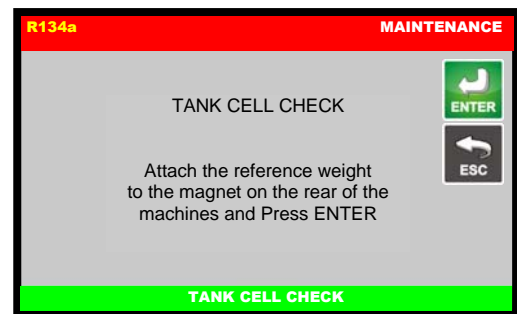 R134a MAINTENANCE
ENTER
TANK CELL CHECK
ESC
Attach the reference weight
to the magnet on the rear of the
machines and Press ENTER
TANK CELL CHECK